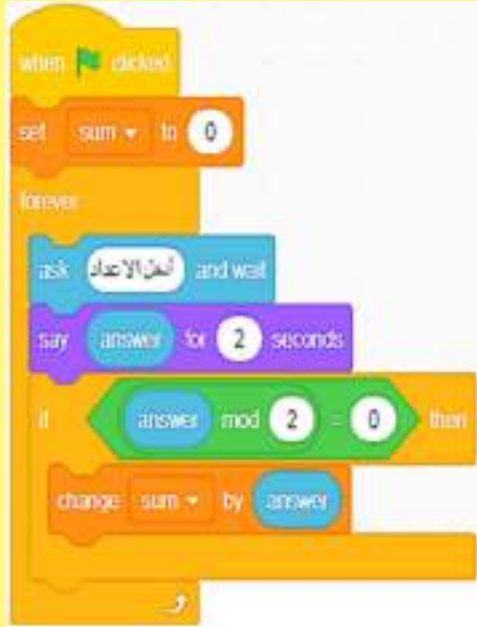 when clicked
set sum to 0
forever
ask أدخل الاعداد and wait
say answer for 2 seconds
if answer mod 2 = 0 then
change sum by answer